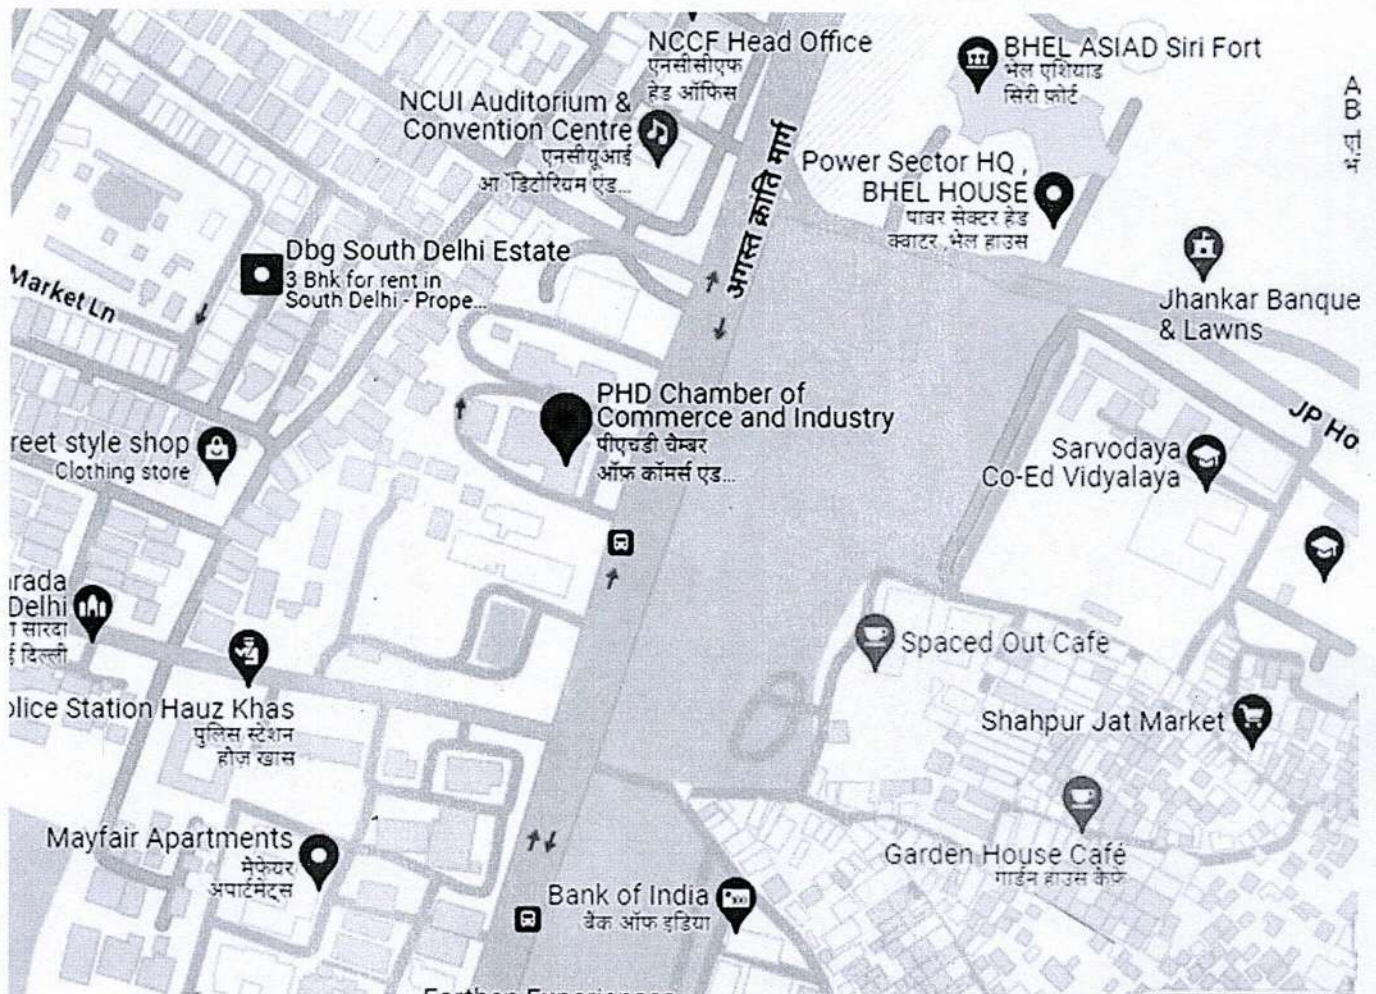 NCCF Head Office
एनसीसीएफ
हेड ऑफिस
BHEL ASIAD Siri Fort
भेल एशियाड
सिरी फ़ोर्ट
NCUI Auditorium &
Convention Centre
एनसीयूआई
आॅडिटोरियम एंड...
अगस्त क्रांति मार्ग
Power Sector HQ ,
BHEL HOUSE
पावर सेक्टर हेड
क्वाटर ,भेल हाउस
Dbg South Delhi Estate
3 Bhk for rent in
South Delhi - Prope...
Market Ln
Jhankar Banque
& Lawns
PHD Chamber of
Commerce and Industry
पीएचडी चैम्बर
ऑफ़ कॉमर्स एंड...
JP Ho
reet style shop
Clothing store
Sarvodaya
Co-Ed Vidyalaya
arada
Delhi
ा सारदा
ई दिल्ली
Spaced Out Cafe
olice Station Hauz Khas
पुलिस स्टेशन
हौज़ खास
Shahpur Jat Market
Mayfair Apartments
मैफेयर
अपार्टमेंट्स
Garden House Café
गार्डन हाउस कैफे
Bank of India
बैंक ऑफ इंडिया